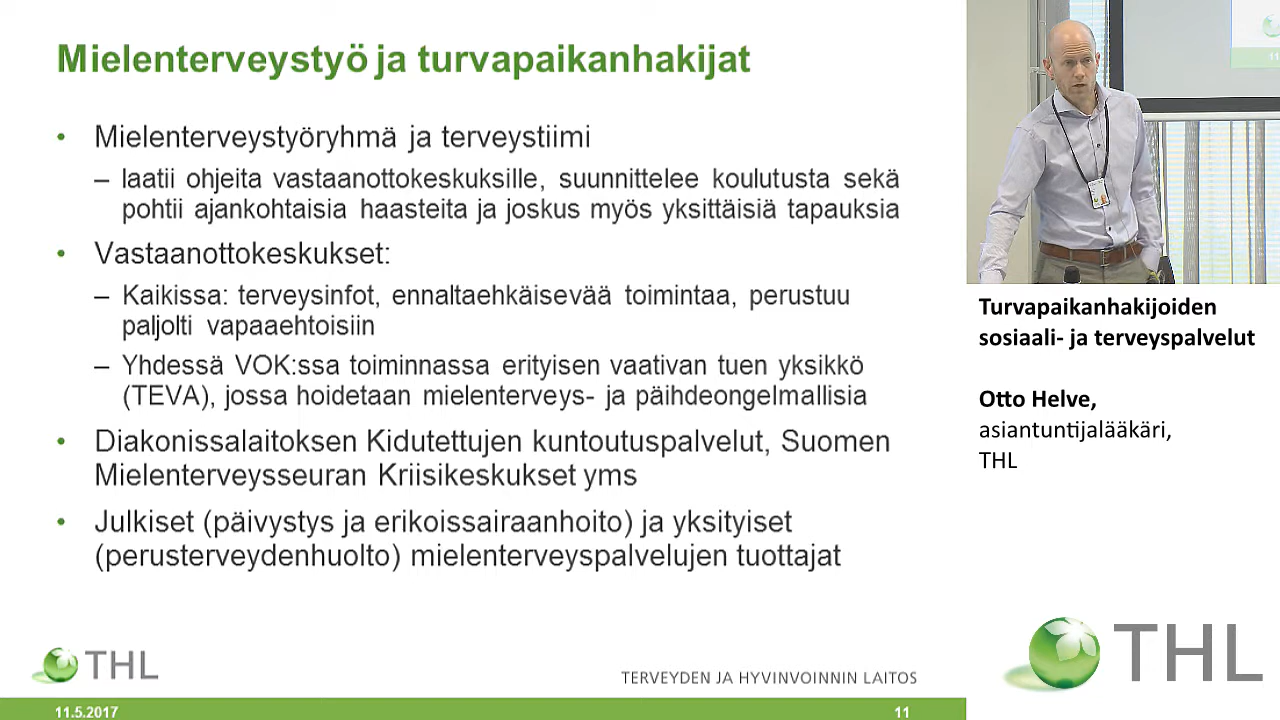 Mielenterveystyö ja turvapaikanhakijat
• Mielenterveystyöryhmä ja terveystiimi
– laatii ohjeita vastaanottokeskuksille, suunnittelee koulutusta sekä
pohtii ajankohtaisia haasteita ja joskus myös yksittäisiä tapauksia
• Vastaanottokeskukset:
– Kaikissa: terveysinfot, ennaltaehkäisevää toimintaa, perustuu
paljolti vapaaehtoisiin
– Yhdessä VOK:ssa toiminnassa erityisen vaativan tuen yksikkö
(TEVA), jossa hoidetaan mielenterveys- ja päihdeongelmallisia
• Diakonissalaitoksen Kidutettujen kuntoutuspalvelut, Suomen
Mielenterveysseuran Kriisikeskukset yms
• Julkiset (päivystys ja erikoissairaanhoito) ja yksityiset
(perusterveydenhuolto) mielenterveyspalvelujen tuottajat
THL
TERVEYDEN JA HYVINVOINNIN LAITOS
11.5.2017
11
11
Turvapaikanhakijoiden
sosiaali- ja terveyspalvelut
Otto Helve,
asiantuntijalääkäri,
THL
THL